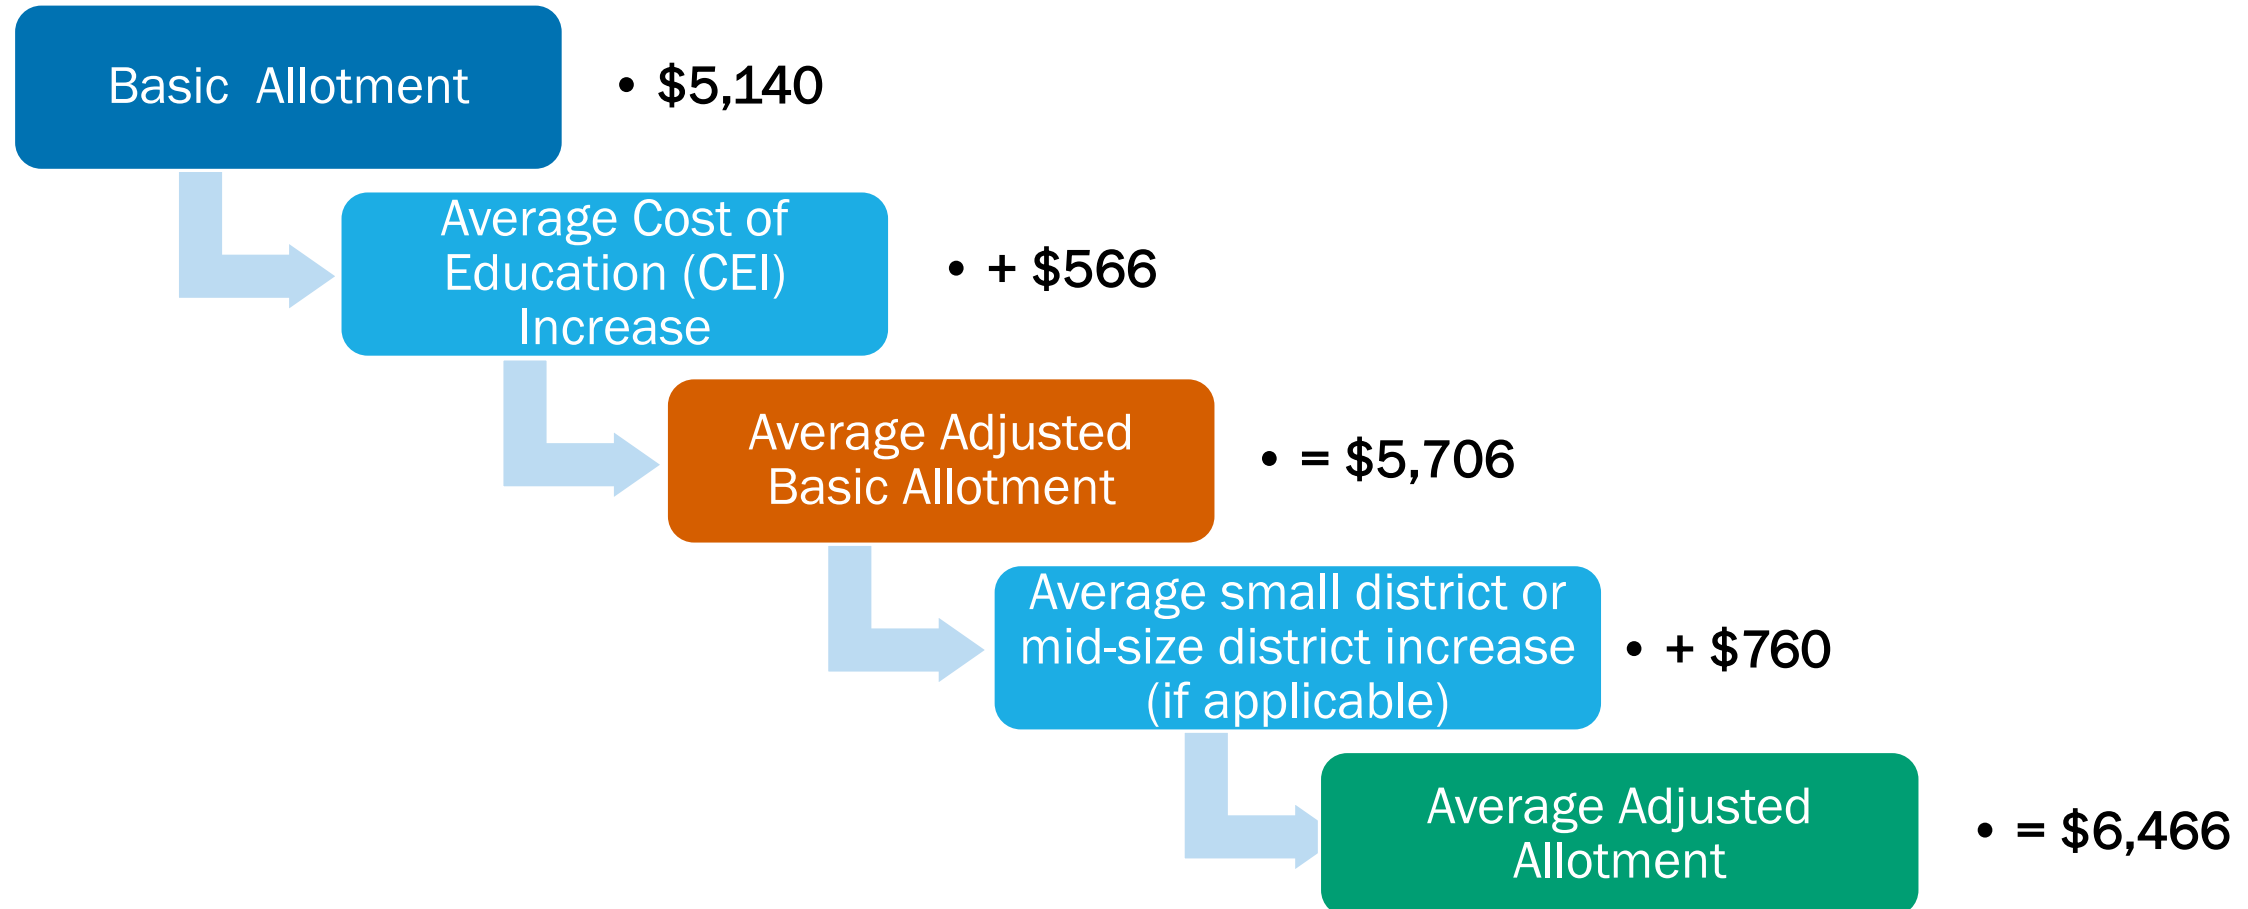 Basic Allotment
• $5,140
Average Cost of
Education (CEI)
Increase
• + $566
Average Adjusted
Basic Allotment
• = $5,706
Average small district or
mid-size district increase
(if applicable)
• + $760
Average Adjusted
Allotment
• = $6,466